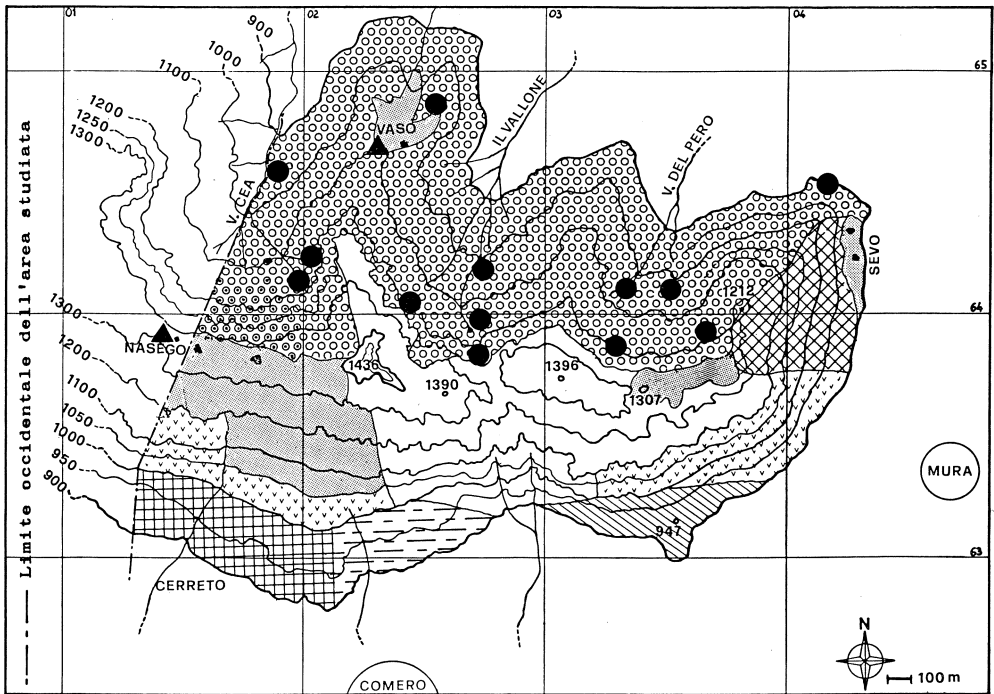 01
02
03
04
65
64
63
900
1000
1100
1200
1250
1300
V. CEA
VASO
IL VALLONE
V. DEL PERO
SEVO
1212
1300
NASEGO
1200
1100
1050
1000
950
900
1436
1390
1396
1307
947
CERRETO
MURA
COMERO
N
100 m
Limite occidentale dell'area studiata